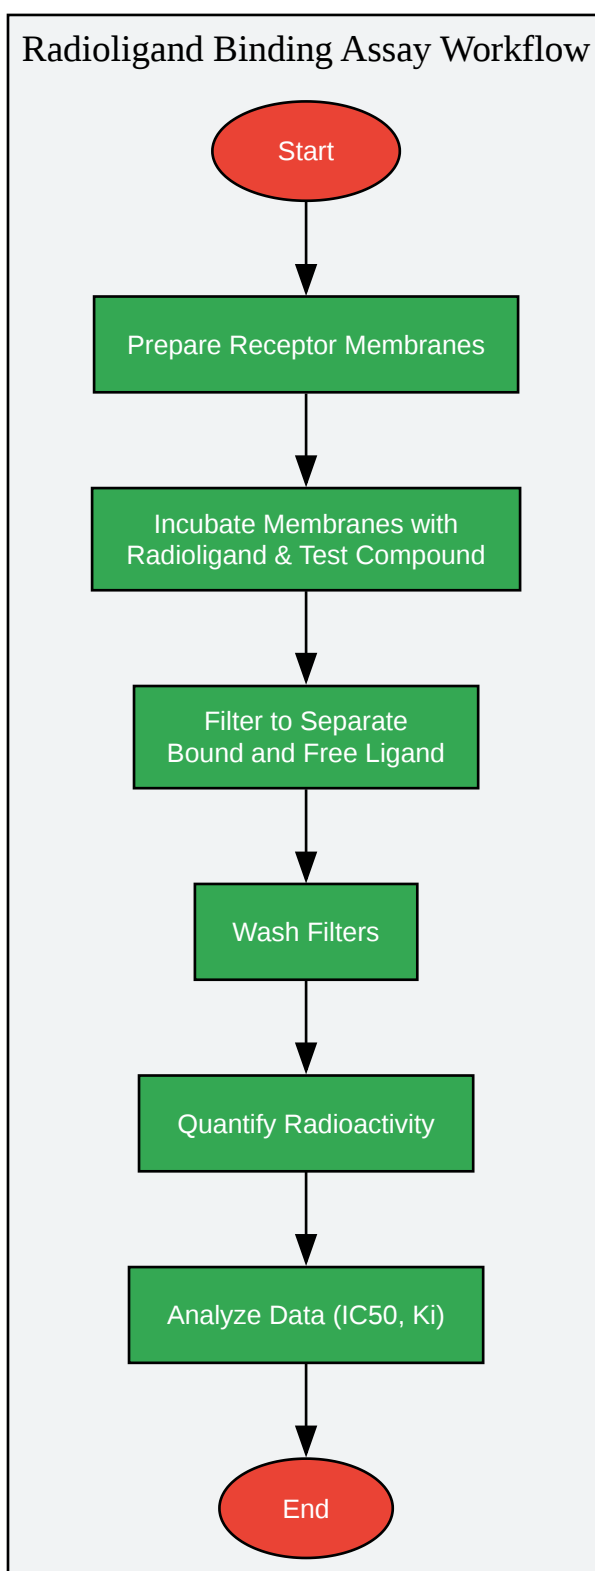 Radioligand Binding Assay Workflow
Start
Prepare Receptor Membranes
Incubate Membranes with
Radioligand & Test Compound
Filter to Separate
Bound and Free Ligand
Wash Filters
Quantify Radioactivity
Analyze Data (IC50, Ki)
End